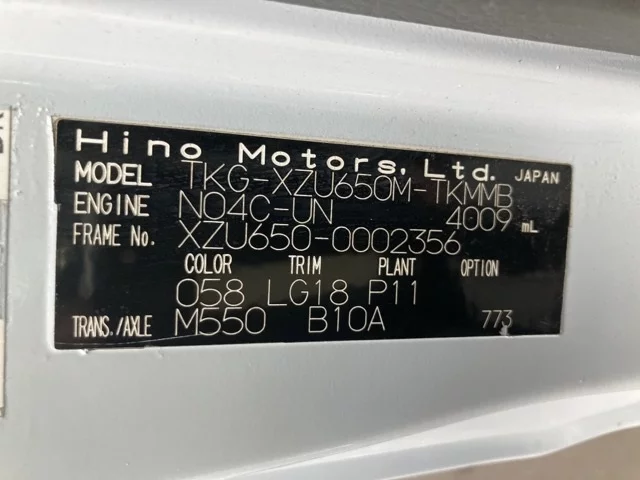 Hino Motors, Ltd. JAPAN
MODEL TKG-XZU650M-TKMMB
ENGINE N04C-UN 4009 mL
FRAME No. XZU650-0002356
COLOR TRIM PLANT OPTION
058 LG18 P11
TRANS./AXLE M550 B10A 773